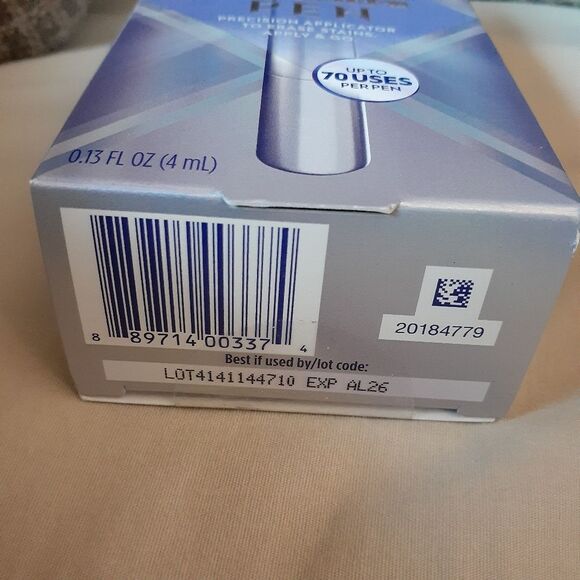 PEN
PRECISION APPLICATOR
TO ERASE STAINS.
APPLY & GO
UP TO
70 USES
PER PEN
0.13 FL OZ (4 mL)
8 89714 00337 4
20184779
Best if used by/lot code:
LOT4141144710 EXP AL26